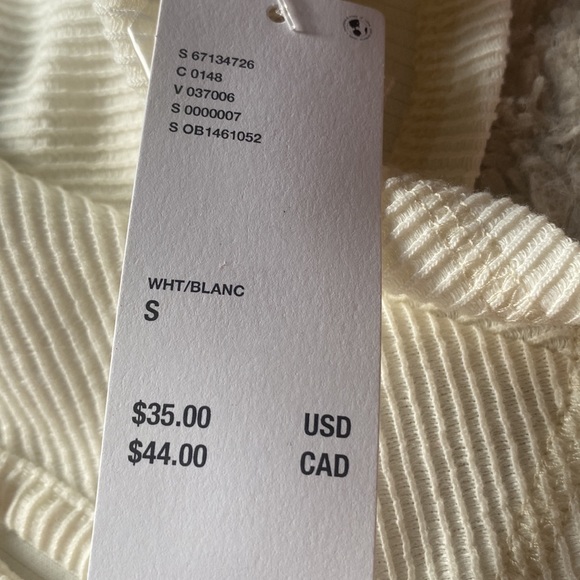 S 67134726
C 0148
V 037006
S 0000007
S OB1461052
WHT/BLANC
S
$35.00 USD
$44.00 CAD